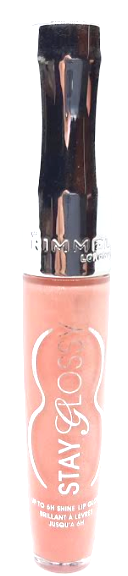 RIMMEL
LONDON
STAY GLOSSY
UP TO 6H SHINE LIP GLOSS
BRILLANT À LÈVRES
JUSQU'À 6H